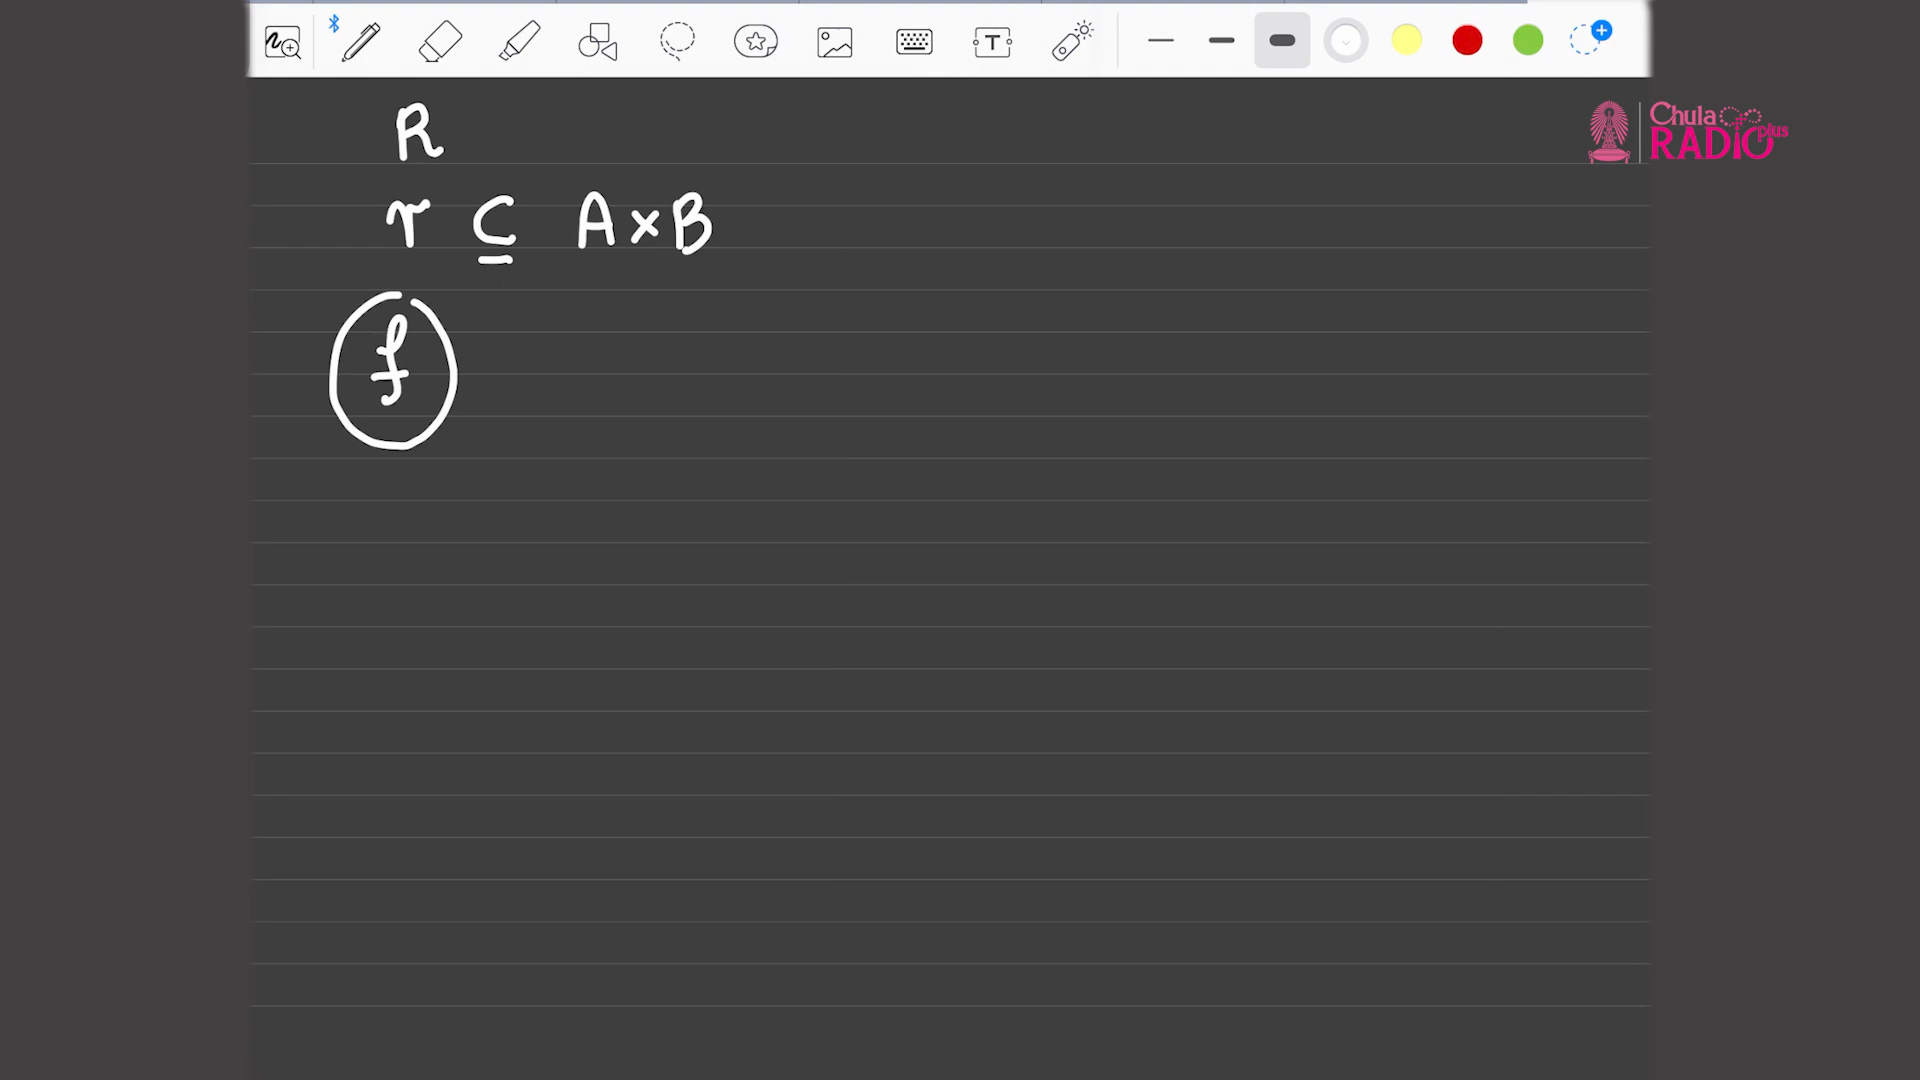 R
r ⊆ A×B
f
T
Chula
RADIO plus